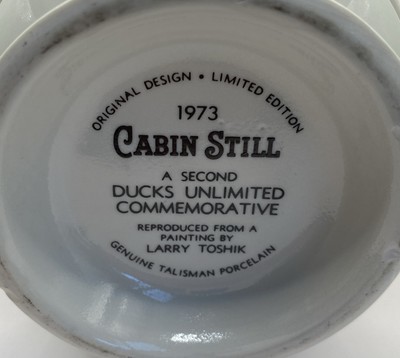 ORIGINAL DESIGN • LIMITED EDITION
1973
CABIN STILL
A SECOND
DUCKS UNLIMITED
COMMEMORATIVE
REPRODUCED FROM A
PAINTING BY
LARRY TOSHIK
GENUINE TALISMAN PORCELAIN